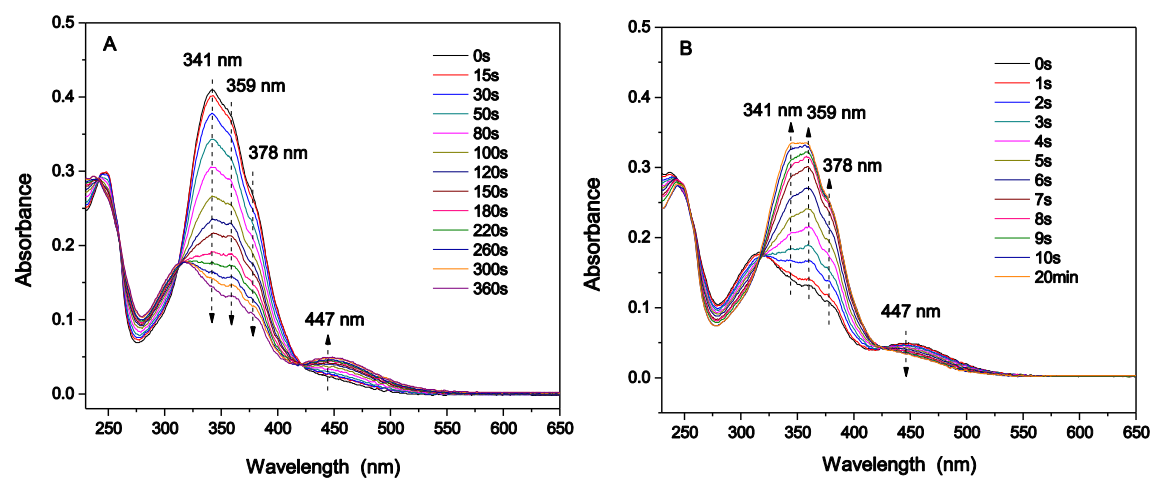 A
341 nm
359 nm
378 nm
447 nm
0s
15s
30s
50s
80s
100s
120s
150s
180s
220s
260s
300s
360s
0.5
0.4
0.3
0.2
0.1
0.0
Absorbance
250 300 350 400 450 500 550 600 650
Wavelength (nm)
B
341 nm
359 nm
378 nm
447 nm
0s
1s
2s
3s
4s
5s
6s
7s
8s
9s
10s
20min
0.5
0.4
0.3
0.2
0.1
0.0
Absorbance
250 300 350 400 450 500 550 600 650
Wavelength (nm)